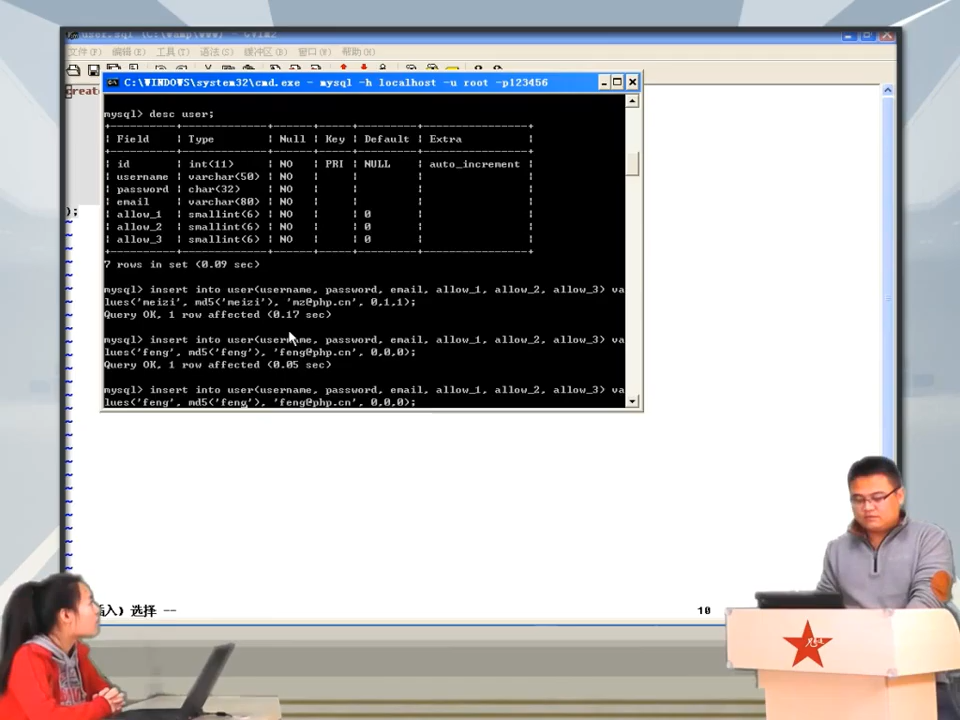 user.sql (C:\wamp\www) - GVIM2
文件(F) 编辑(E) 工具(T) 语法(S) 缓冲区(B) 窗口(W) 帮助(H)
C:\WINDOWS\system32\cmd.exe - mysql -h localhost -u root -p123456
creat
mysql> desc user;
+----------+-------------+------+-----+---------+----------------+
| Field | Type | Null | Key | Default | Extra |
+----------+-------------+------+-----+---------+----------------+
| id | int(11) | NO | PRI | NULL | auto_increment |
| username | varchar(50) | NO | | | |
| password | char(32) | NO | | | |
| email | varchar(80) | NO | | | |
| allow_1 | smallint(6) | NO | | 0 | |
| allow_2 | smallint(6) | NO | | 0 | |
| allow_3 | smallint(6) | NO | | 0 | |
+----------+-------------+------+-----+---------+----------------+
);
7 rows in set (0.09 sec)
mysql> insert into user(username, password, email, allow_1, allow_2, allow_3) va
lues('meizi', md5('meizi'), 'mz@php.cn', 0,1,1);
Query OK, 1 row affected (0.17 sec)
mysql> insert into user(username, password, email, allow_1, allow_2, allow_3) va
lues('feng', md5('feng'), 'feng@php.cn', 0,0,0);
Query OK, 1 row affected (0.05 sec)
mysql> insert into user(username, password, email, allow_1, allow_2, allow_3) va
lues('feng', md5('feng'), 'feng@php.cn', 0,0,0);
插入) 选择 --
10